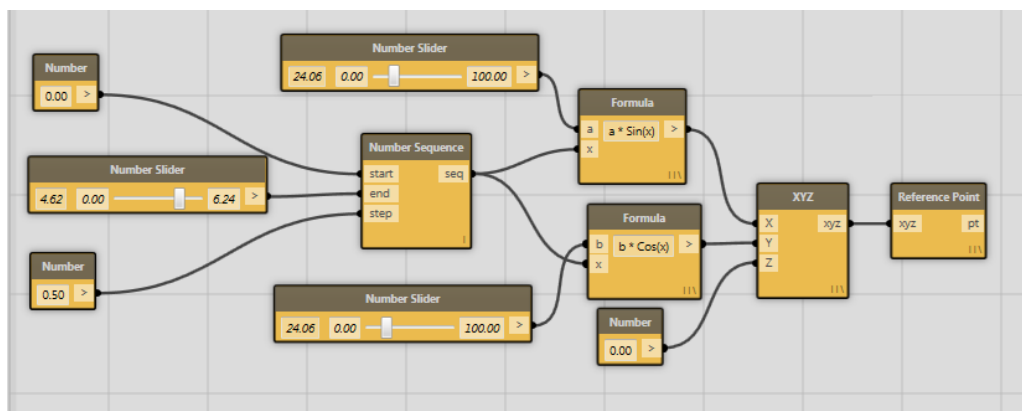 Number
0.00 >
Number Slider
4.62 0.00 6.24 >
Number
0.50 >
Number Slider
24.06 0.00 100.00 >
Number Sequence
start seq
end
step
Number Slider
24.06 0.00 100.00 >
Formula
a a * Sin(x) >
x
Formula
b b * Cos(x) >
x
Number
0.00 >
XYZ
X xyz
Y
Z
Reference Point
xyz pt